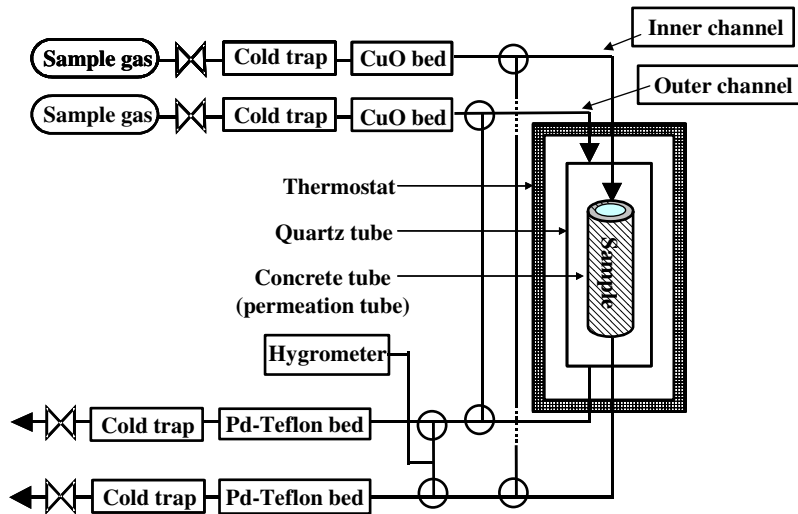 Inner channel
Sample gas
Cold trap
CuO bed
Outer channel
Sample gas
Cold trap
CuO bed
Thermostat
Quartz tube
Concrete tube
(permeation tube)
Sample
Hygrometer
Cold trap
Pd-Teflon bed
Cold trap
Pd-Teflon bed